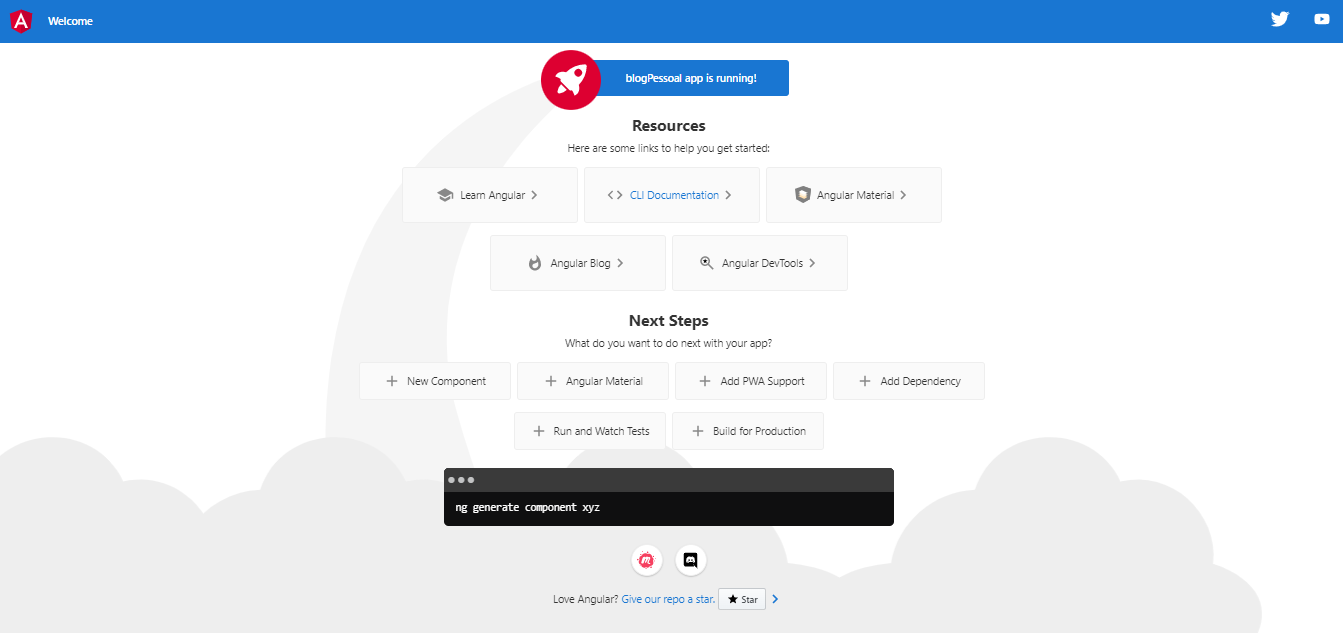 Welcome
blogPessoal app is running!
Resources
Here are some links to help you get started:
Learn Angular
CLI Documentation
Angular Material
Angular Blog
Angular DevTools
Next Steps
What do you want to do next with your app?
New Component
Angular Material
Add PWA Support
Add Dependency
Run and Watch Tests
Build for Production
ng generate component xyz
Love Angular? Give our repo a star. Star